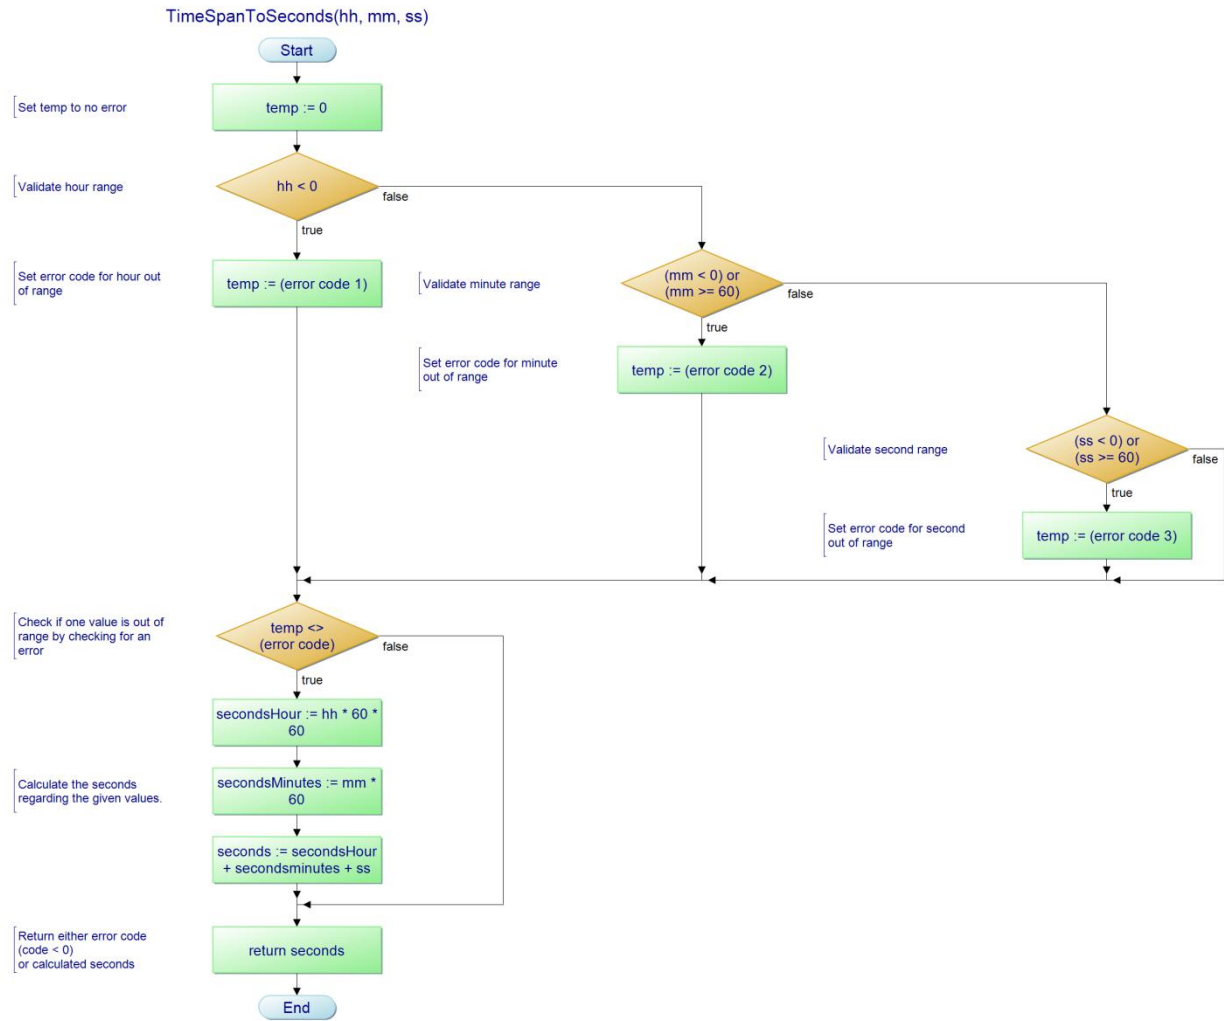 TimeSpanToSeconds(hh, mm, ss)
Start
Set temp to no error
temp := 0
Validate hour range
hh < 0
false
true
Set error code for hour out
of range
temp := (error code 1)
Validate minute range
(mm < 0) or
(mm >= 60)
false
true
Set error code for minute
out of range
temp := (error code 2)
Validate second range
(ss < 0) or
(ss >= 60)
false
true
Set error code for second
out of range
temp := (error code 3)
Check if one value is out of
range by checking for an
error
temp <>
(error code)
false
true
secondsHour := hh * 60 *
60
Calculate the seconds
regarding the given values.
secondsMinutes := mm *
60
seconds := secondsHour
+ secondsminutes + ss
Return either error code
(code < 0)
or calculated seconds
return seconds
End